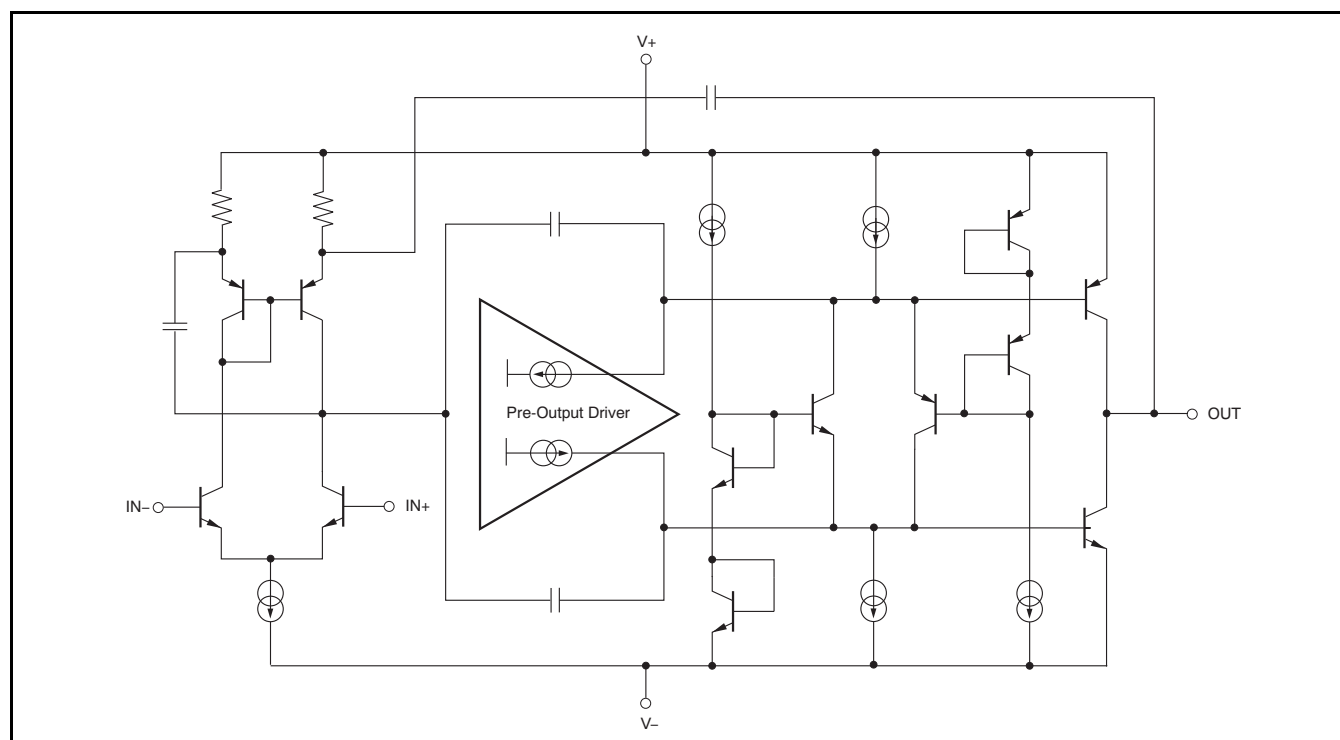 V+
Pre-Output Driver
OUT
IN–
IN+
V–